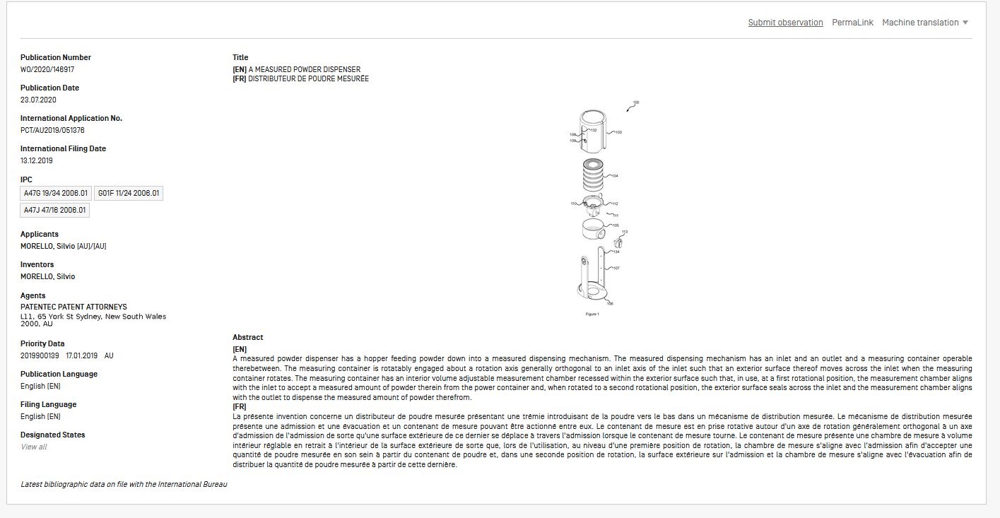 Submit observation PermaLink Machine translation
Publication Number
WO/2020/146917
Publication Date
23.07.2020
International Application No.
PCT/AU2019/051376
International Filing Date
13.12.2019
IPC
A47G 19/34 2006.01 G01F 11/24 2006.01
A47J 47/16 2006.01
Applicants
MORELLO, Silvio [AU]/[AU]
Inventors
MORELLO, Silvio
Agents
PATENTEC PATENT ATTORNEYS
L11, 65 York St Sydney, New South Wales
2000, AU
Priority Data
2019900139 17.01.2019 AU
Publication Language
English (EN)
Filing Language
English (EN)
Designated States
View all
Title
[EN] A MEASURED POWDER DISPENSER
[FR] DISTRIBUTEUR DE POUDRE MESURÉE
100
132
108
103
109
104
110
112
111
105
113
134
107
106
Figure 1
Abstract
[EN]
A measured powder dispenser has a hopper feeding powder down into a measured dispensing mechanism. The measured dispensing mechanism has an inlet and an outlet and a measuring container operable
therebetween. The measuring container is rotatably engaged about a rotation axis generally orthogonal to an inlet axis of the inlet such that an exterior surface thereof moves across the inlet when the measuring
container rotates. The measuring container has an interior volume adjustable measurement chamber recessed within the exterior surface such that, in use, at a first rotational position, the measurement chamber aligns
with the inlet to accept a measured amount of powder therein from the power container and, when rotated to a second rotational position, the exterior surface seals across the inlet and the measurement chamber aligns
with the outlet to dispense the measured amount of powder therefrom.
[FR]
La présente invention concerne un distributeur de poudre mesurée présentant une trémie introduisant de la poudre vers le bas dans un mécanisme de distribution mesurée. Le mécanisme de distribution mesurée
présente une admission et une évacuation et un contenant de mesure pouvant être actionné entre eux. Le contenant de mesure est en prise rotative autour d'un axe de rotation généralement orthogonal à un axe
d'admission de l'admission de sorte qu'une surface extérieure de ce dernier se déplace à travers l'admission lorsque le contenant de mesure tourne. Le contenant de mesure présente une chambre de mesure à volume
intérieur réglable en retrait à l'intérieur de la surface extérieure de sorte que, lors de l'utilisation, au niveau d'une première position de rotation, la chambre de mesure s'aligne avec l'admission afin d'accepter une
quantité de poudre mesurée en son sein à partir du contenant de poudre et, dans une seconde position de rotation, la surface extérieure sur l'admission et la chambre de mesure s'aligne avec l'évacuation afin de
distribuer la quantité de poudre mesurée à partir de cette dernière.
Latest bibliographic data on file with the International Bureau